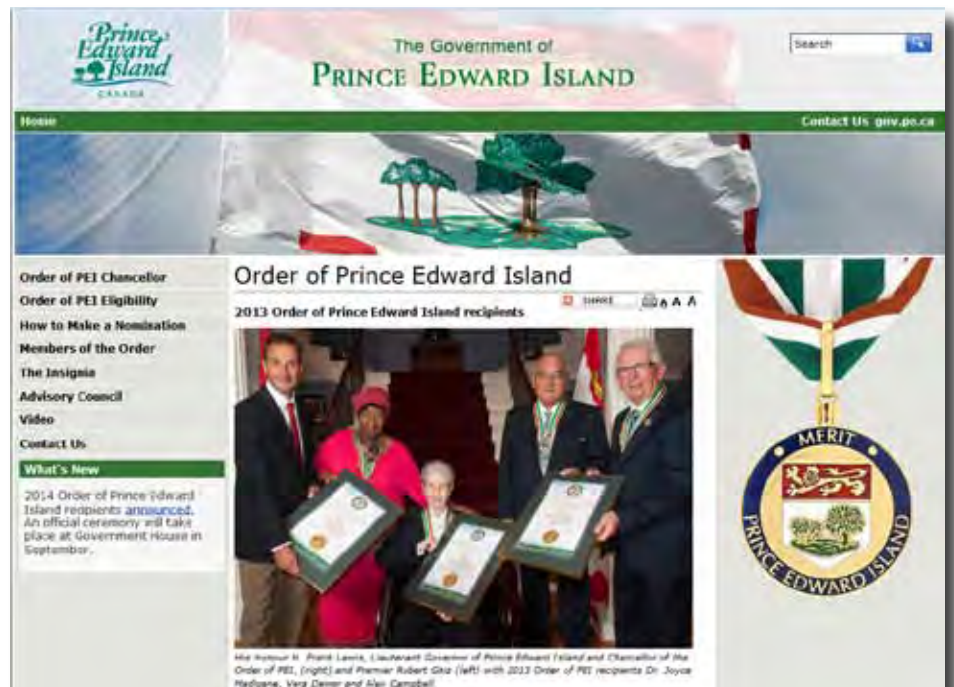 Prince
Edward
Island
CANADA
The Government of
PRINCE EDWARD ISLAND
Search
Home
Contact Us gov.pe.ca
Order of PEI Chancellor
Order of PEI Eligibility
How to Make a Nomination
Members of the Order
The Insignia
Advisory Council
Video
Contact Us
What's New
2014 Order of Prince Edward
Island recipients announced.
An official ceremony will take
place at Government House in
September.
Order of Prince Edward Island
SHARE
A A A
2013 Order of Prince Edward Island recipients
His Honour H. Frank Lewis, Lieutenant Governor of Prince Edward Island and Chancellor of the
Order of PEI, (right) and Premier Robert Ghiz (left) with 2013 Order of PEI recipients Dr. Joyce
Madigane, Vera Dewar and Alex Campbell
MERIT
PRINCE EDWARD ISLAND